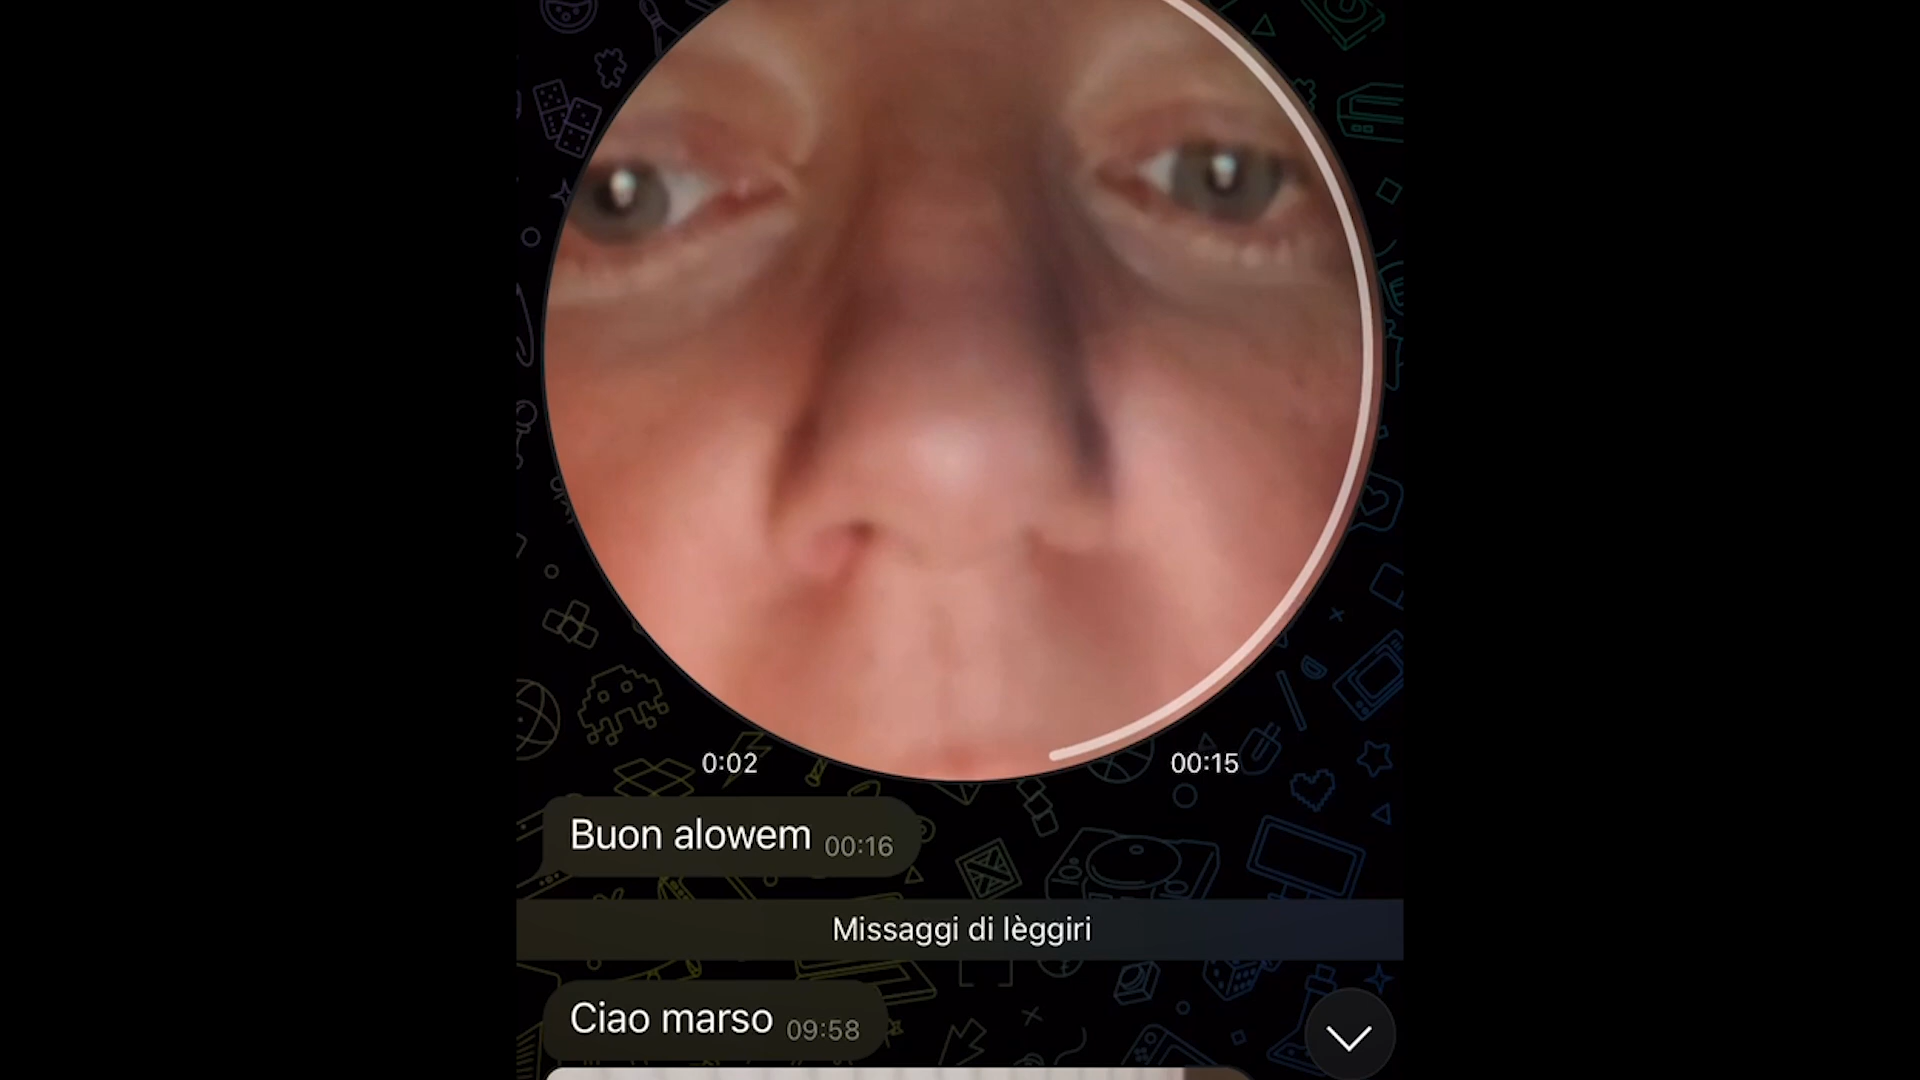 0:02
00:15
Buon alowem 00:16
Missaggi di lèggiri
Ciao marso 09:58